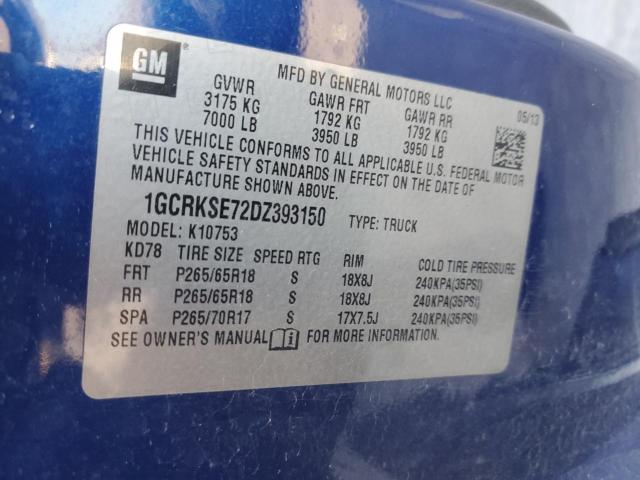 GM
MFD BY GENERAL MOTORS LLC
GVWR GAWR FRT GAWR RR 05/13
3175 KG 1792 KG 1792 KG
7000 LB 3950 LB 3950 LB
THIS VEHICLE CONFORMS TO ALL APPLICABLE U.S. FEDERAL MOTOR
VEHICLE SAFETY STANDARDS IN EFFECT ON THE DATE OF
MANUFACTURE SHOWN ABOVE.
1GCRKSE72DZ393150 TYPE: TRUCK
MODEL: K10753
KD78 TIRE SIZE SPEED RTG RIM COLD TIRE PRESSURE
FRT P265/65R18 S 18X8J 240KPA(35PSI)
RR P265/65R18 S 18X8J 240KPA(35PSI)
SPA P265/70R17 S 17X7.5J 240KPA(35PSI)
SEE OWNER'S MANUAL FOR MORE INFORMATION.